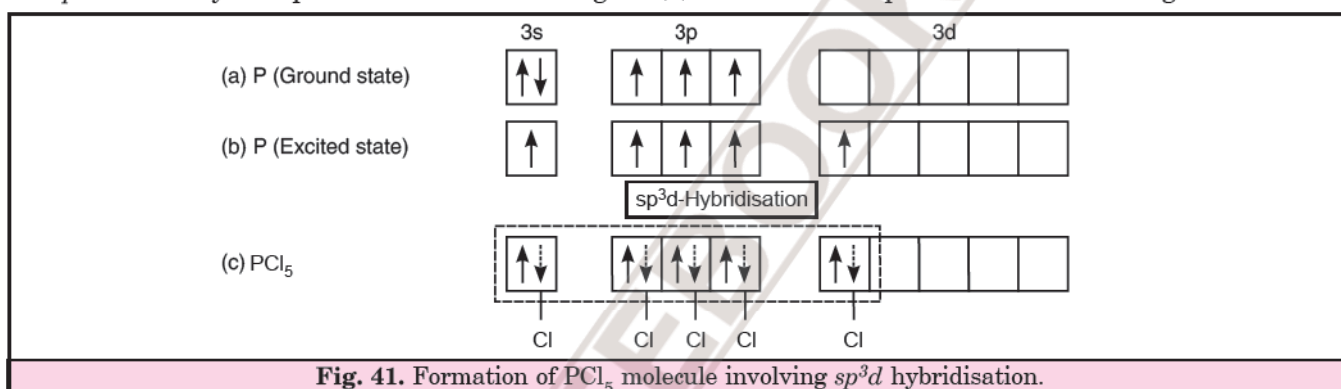 3s 3p 3d
(a) P (Ground state)
(b) P (Excited state)
sp³d-Hybridisation
(c) PCl₅
Cl Cl Cl Cl Cl
Fig. 41. Formation of PCl₅ molecule involving sp³d hybridisation.